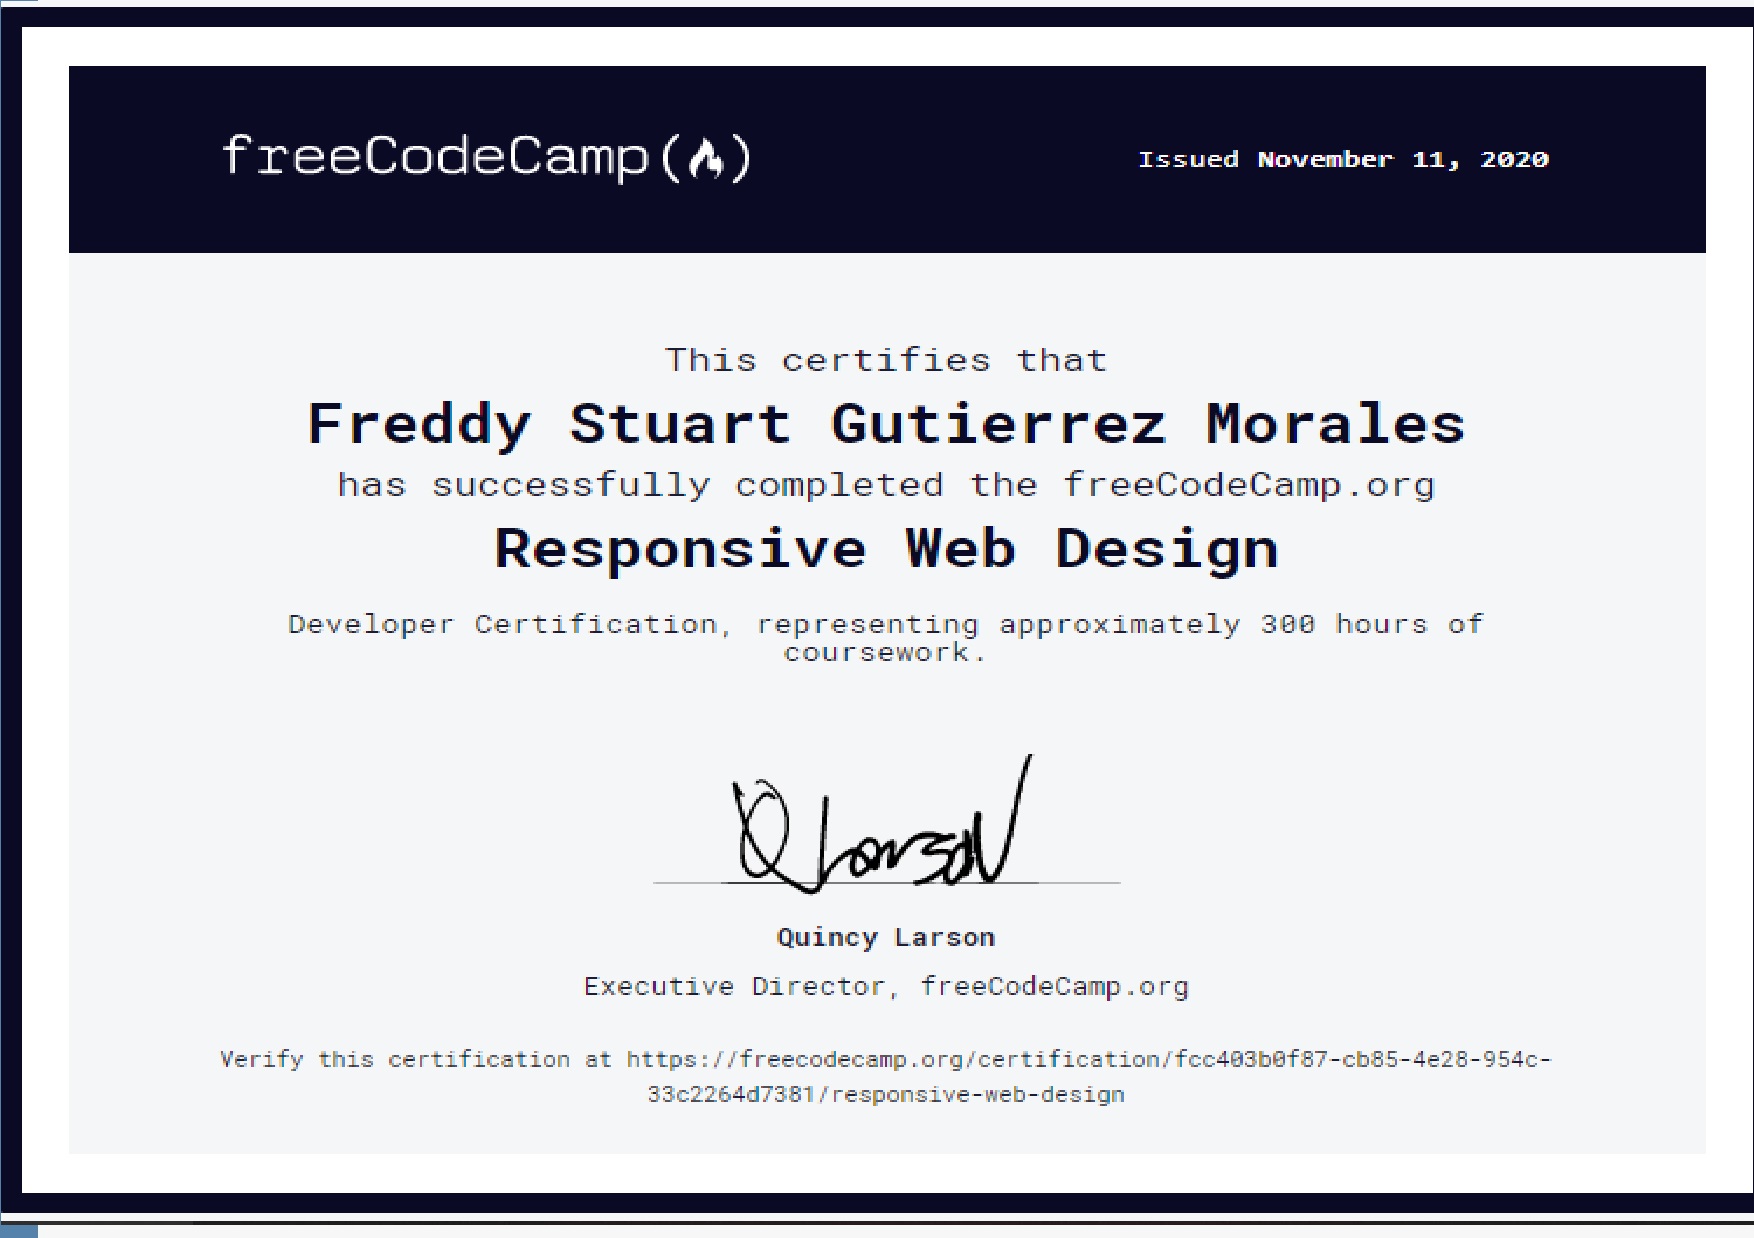 freeCodeCamp(🔥)
Issued November 11, 2020
This certifies that
Freddy Stuart Gutierrez Morales
has successfully completed the freeCodeCamp.org
Responsive Web Design
Developer Certification, representing approximately 300 hours of
coursework.
Q Larson
Quincy Larson
Executive Director, freeCodeCamp.org
Verify this certification at https://freecodecamp.org/certification/fcc403b0f87-cb85-4e28-954c-
33c2264d7381/responsive-web-design